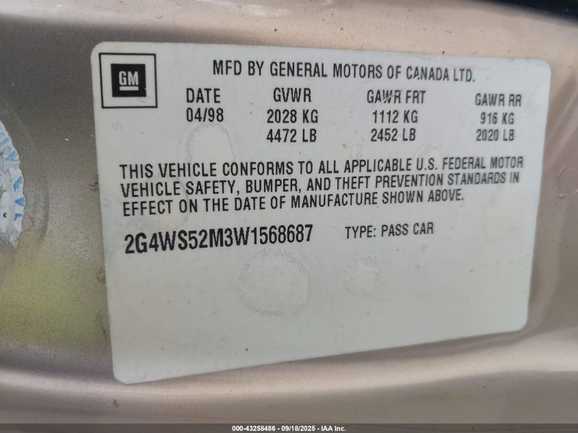 GM
MFD BY GENERAL MOTORS OF CANADA LTD.
DATE GVWR GAWR FRT GAWR RR
04/98 2028 KG 1112 KG 916 KG
4472 LB 2452 LB 2020 LB
THIS VEHICLE CONFORMS TO ALL APPLICABLE U.S. FEDERAL MOTOR
VEHICLE SAFETY, BUMPER, AND THEFT PREVENTION STANDARDS IN
EFFECT ON THE DATE OF MANUFACTURE SHOWN ABOVE.
2G4WS52M3W1568687 TYPE: PASS CAR
000-43258486 - 09/18/2025 - IAA Inc.